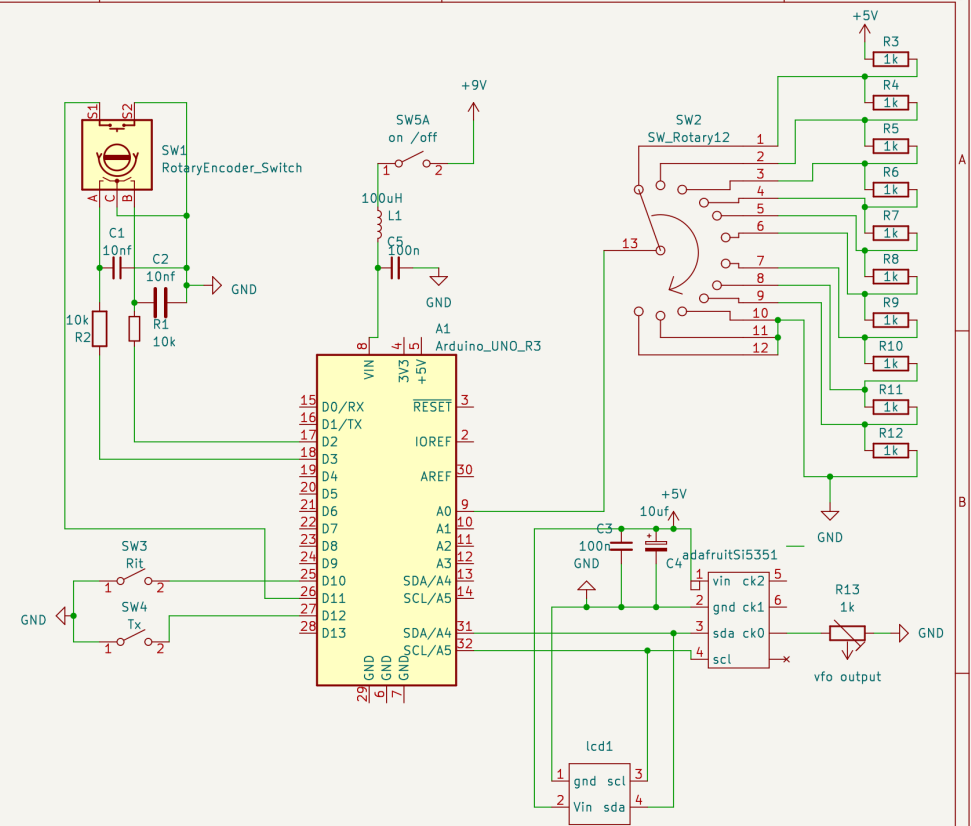 +5V
R3
1k
R4
1k
R5
1k
R6
1k
R7
1k
R8
1k
R9
1k
R10
1k
R11
1k
R12
1k
GND
A
B
SW2
SW_Rotary12
1
2
3
4
5
6
7
8
9
10
11
12
13
+9V
SW5A
on /off
1
2
100uH
L1
C5
100n
GND
S1
S2
SW1
RotaryEncoder_Switch
A
C
B
C1
10nf
C2
10nf
GND
10k
R2
R1
10k
A1
Arduino_UNO_R3
8
4
5
VIN
3V3
+5V
15 D0/RX
16 D1/TX
17 D2
18 D3
19 D4
20 D5
21 D6
22 D7
23 D8
24 D9
25 D10
26 D11
27 D12
28 D13
RESET 3
IOREF 2
AREF 30
A0 9
A1 10
A2 11
A3 12
SDA/A4 13
SCL/A5 14
SDA/A4 31
SCL/A5 32
GND
GND
GND
29
6
7
SW3
Rit
1
2
SW4
Tx
1
2
GND
+5V
10uf
C3
100n
+
C4
GND
adafruitSi5351
1 vin ck2 5
2 gnd ck1 6
3 sda ck0
4 scl
R13
1k
GND
vfo output
lcd1
1 gnd scl 3
2 Vin sda 4